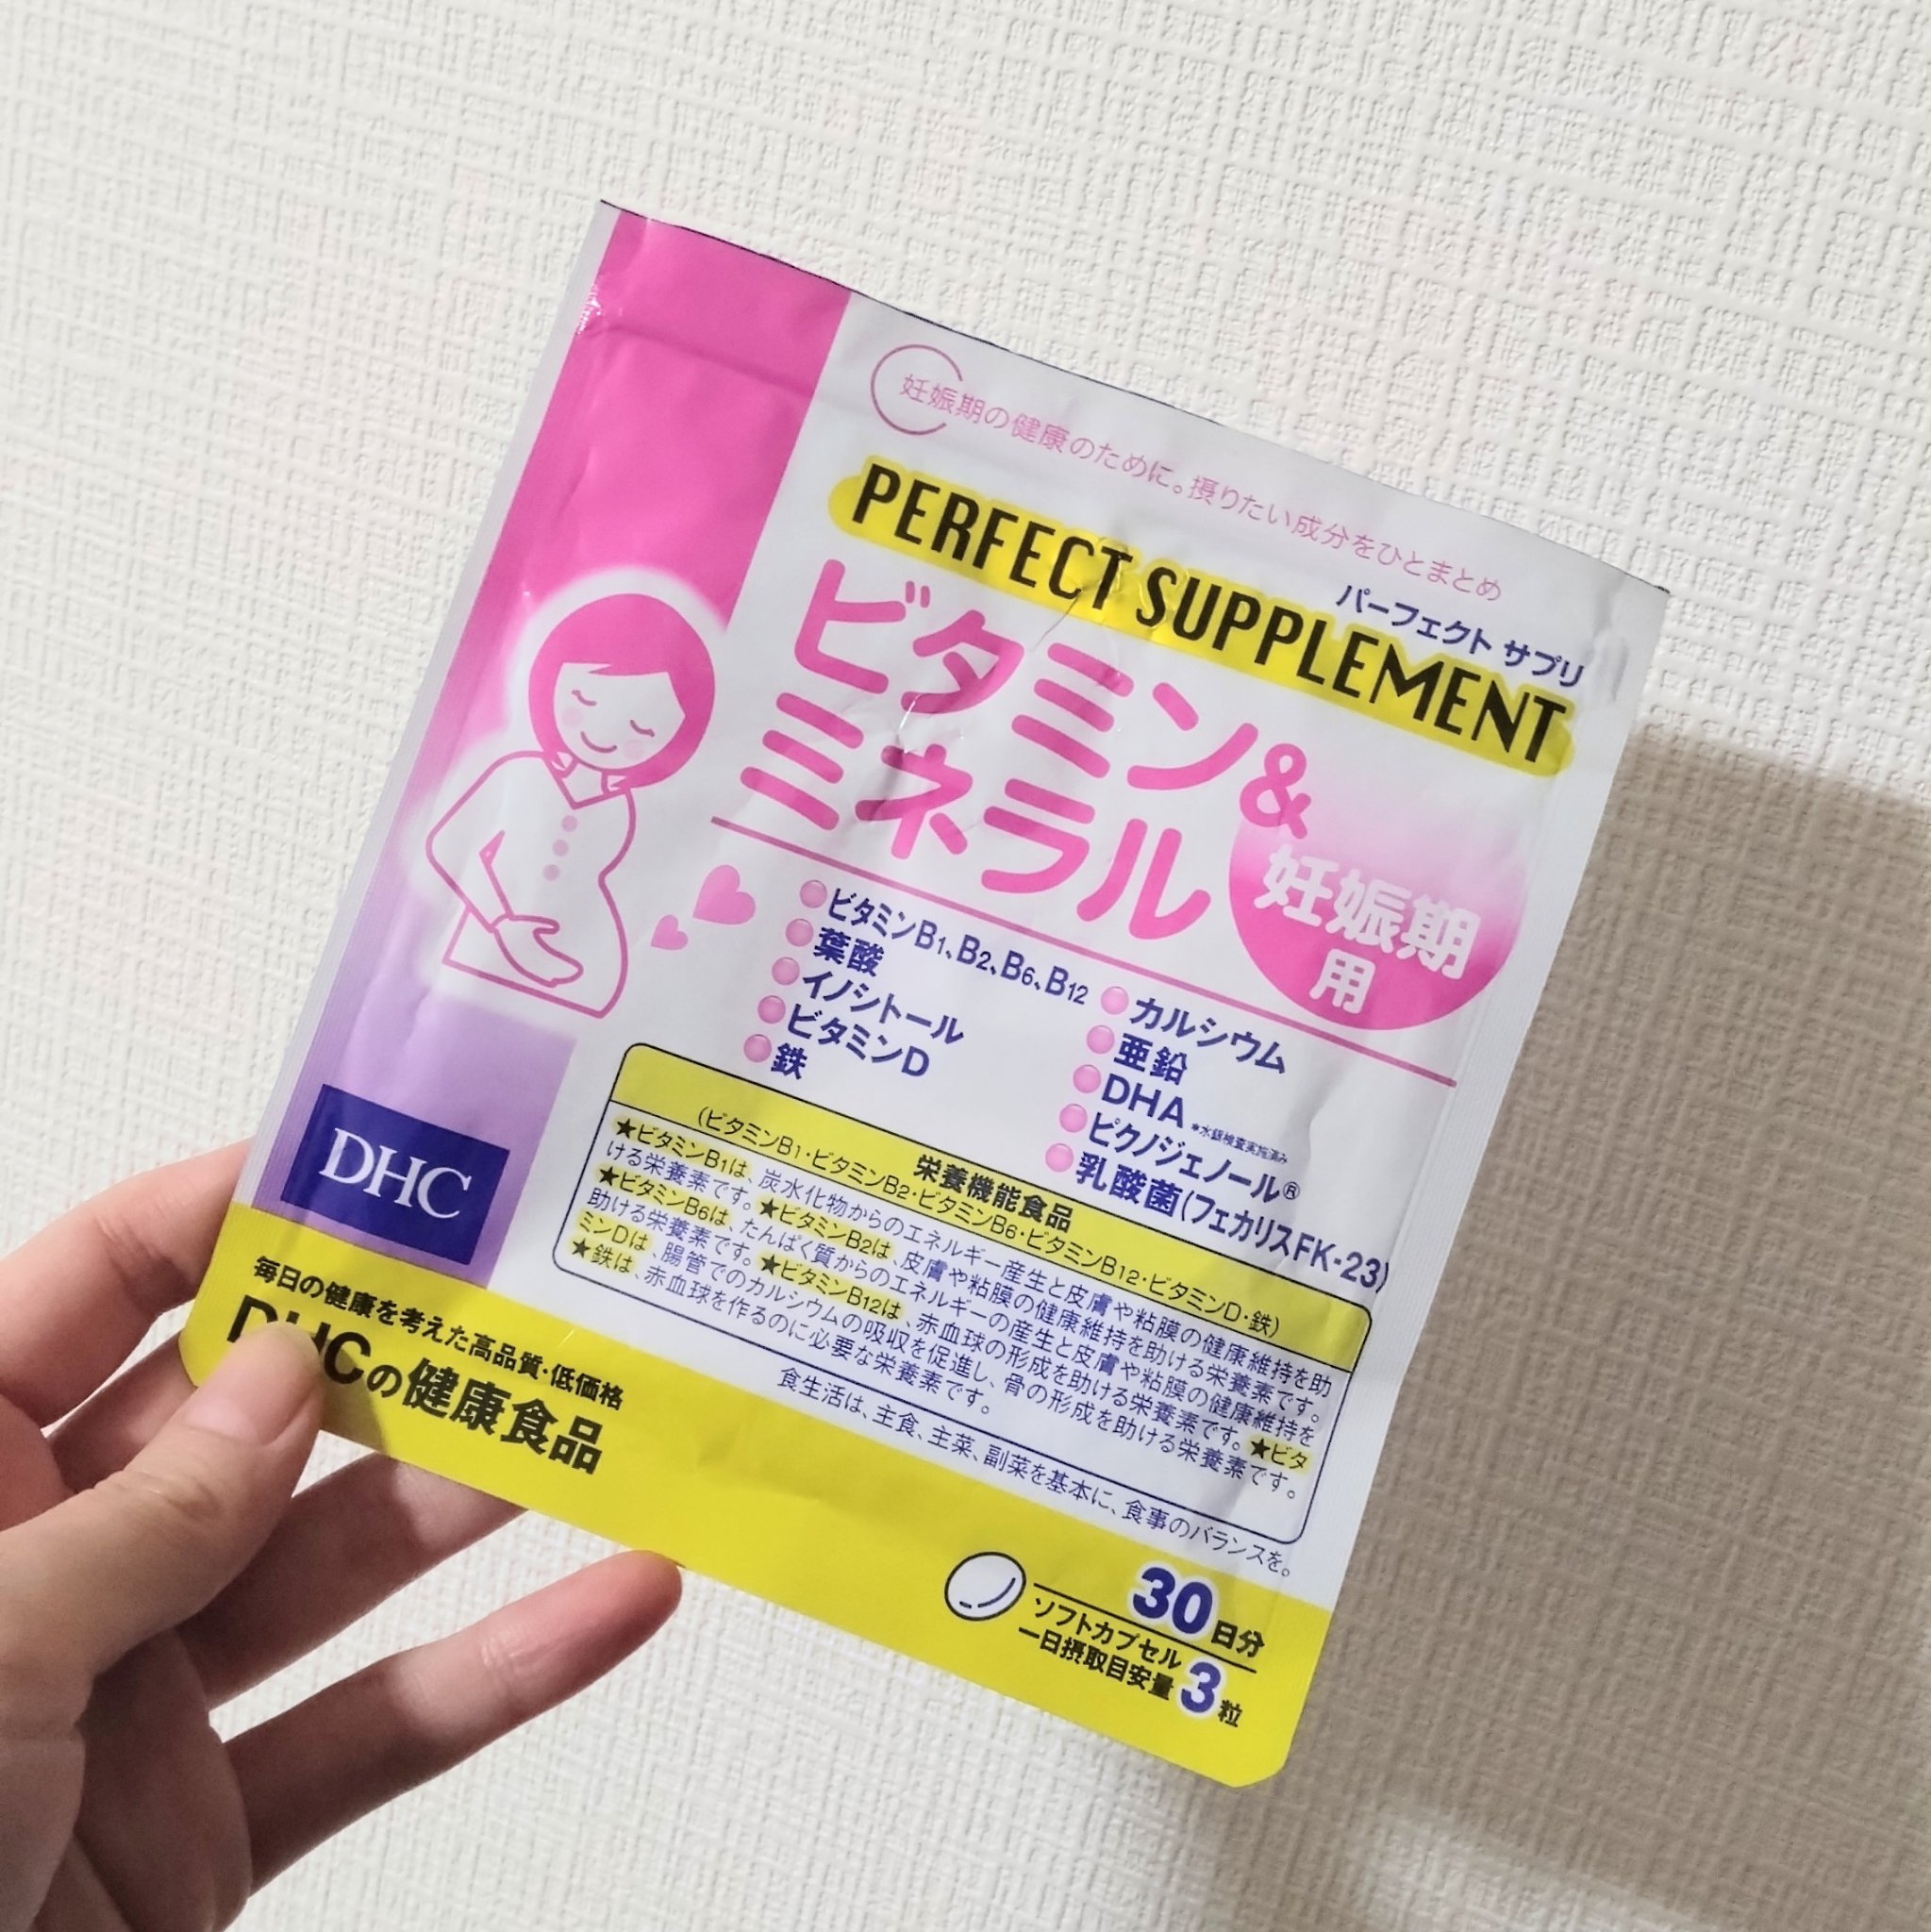 妊娠期の健康のために。摂りたい成分をひとまとめ
パーフェクト サプリ
PERFECT SUPPLEMENT
ビタミン&
ミネラル
妊娠期
用
ビタミンB1、B2、B6、B12
葉酸
イノシトール
ビタミンD
鉄
カルシウム
亜鉛
DHA *水銀検査実施済み
ピクノジェノール®
乳酸菌(フェカリスFK-23)
栄養機能食品
(ビタミンB1・ビタミンB2・ビタミンB6・ビタミンB12・ビタミンD・鉄)
★ビタミンB1は、炭水化物からのエネルギー産生と皮膚や粘膜の健康維持を助
ける栄養素です。★ビタミンB2は、皮膚や粘膜の健康維持を助ける栄養素です。
★ビタミンB6は、たんぱく質からのエネルギーの産生と皮膚や粘膜の健康維持を
助ける栄養素です。★ビタミンB12は、赤血球の形成を助ける栄養素です。★ビタ
ミンDは、腸管でのカルシウムの吸収を促進し、骨の形成を助ける栄養素です。
★鉄は、赤血球を作るのに必要な栄養素です。
食生活は、主食、主菜、副菜を基本に、食事のバランスを。
DHC
毎日の健康を考えた高品質・低価格
DHCの健康食品
30日分
ソフトカプセル
一日摂取目安量 3粒